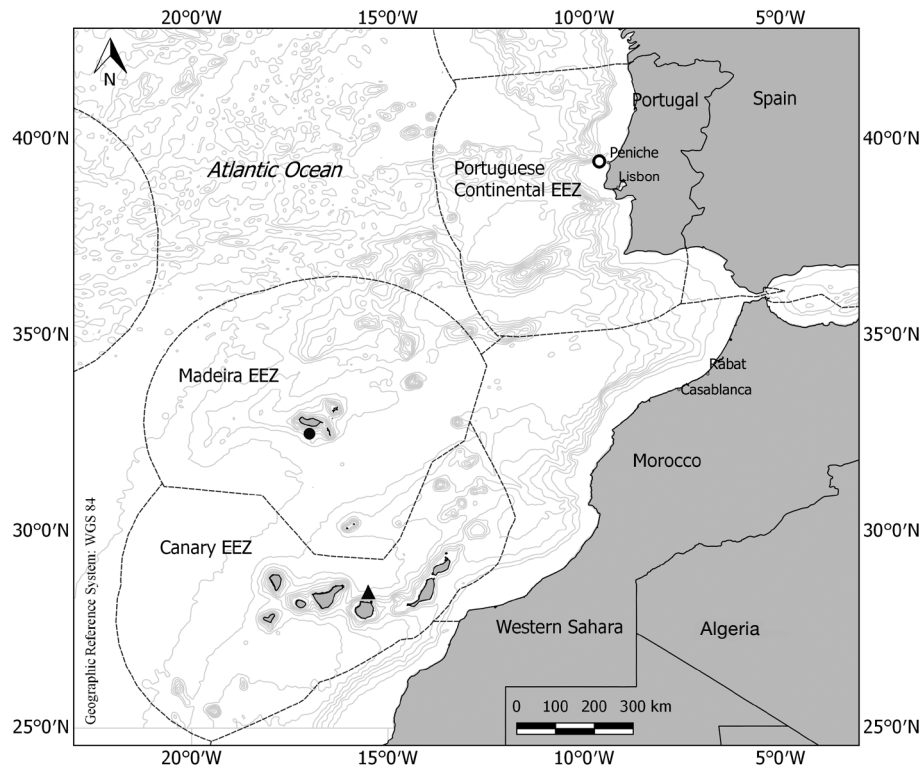 20°0'W 15°0'W 10°0'W 5°0'W
N
Portugal
Spain
40°0'N
40°0'N
Atlantic Ocean
Peniche
Portuguese
Continental EEZ
Lisbon
35°0'N
35°0'N
Rabat
Madeira EEZ
Casablanca
Morocco
30°0'N
30°0'N
Canary EEZ
Geographic Reference System: WGS 84
Western Sahara
Algeria
0 100 200 300 km
25°0'N
25°0'N
20°0'W 15°0'W 10°0'W 5°0'W